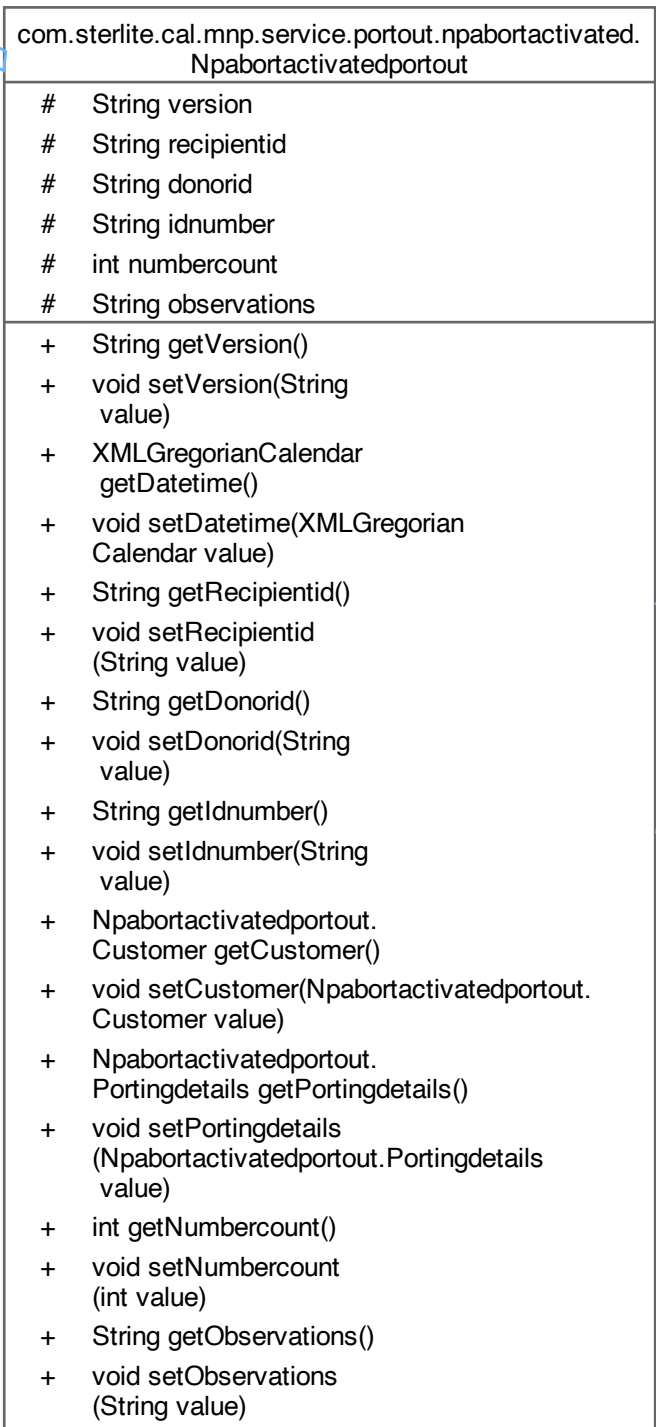 com.sterlite.cal.mnp.service.portout.npabortactivated.
Npabortactivatedportout
# String version
# String recipientid
# String donorid
# String idnumber
# int numbercount
# String observations
+ String getVersion()
+ void setVersion(String
value)
+ XMLGregorianCalendar
getDatetime()
+ void setDatetime(XMLGregorian
Calendar value)
+ String getRecipientid()
+ void setRecipientid
(String value)
+ String getDonorid()
+ void setDonorid(String
value)
+ String getIdnumber()
+ void setIdnumber(String
value)
+ Npabortactivatedportout.
Customer getCustomer()
+ void setCustomer(Npabortactivatedportout.
Customer value)
+ Npabortactivatedportout.
Portingdetails getPortingdetails()
+ void setPortingdetails
(Npabortactivatedportout.Portingdetails
value)
+ int getNumbercount()
+ void setNumbercount
(int value)
+ String getObservations()
+ void setObservations
(String value)